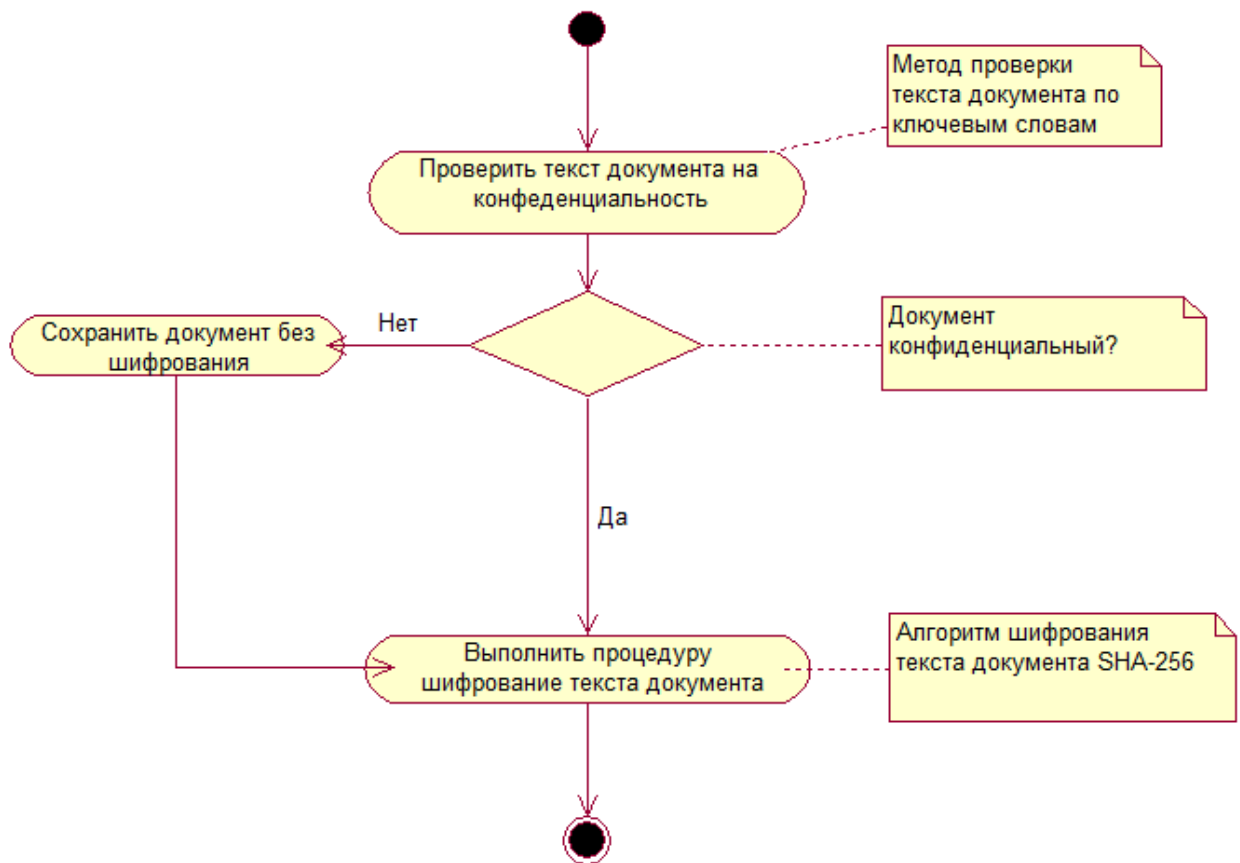 Метод проверки
текста документа по
ключевым словам
Проверить текст документа на
конфеденциальность
Документ
конфиденциальный?
Нет
Сохранить документ без
шифрования
Да
Выполнить процедуру
шифрование текста документа
Алгоритм шифрования
текста документа SHA-256